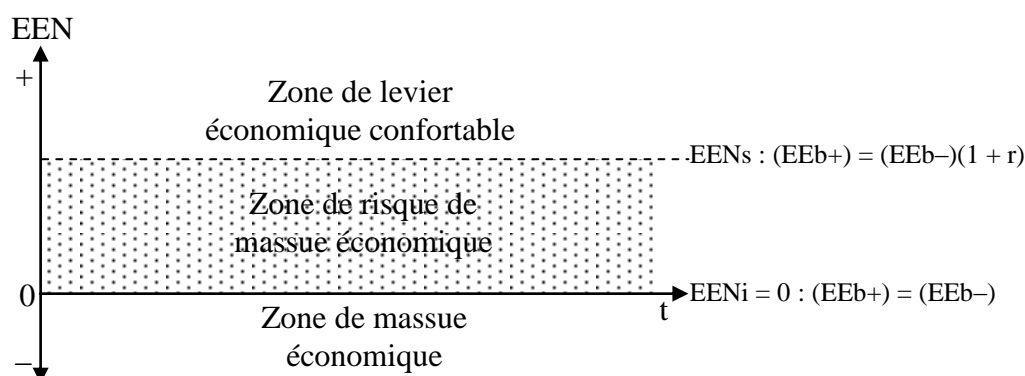 EEN
+
Zone de levier
économique confortable
EENs : (EEb+) = (EEb–)(1 + r)
Zone de risque de
massue économique
0
EENi = 0 : (EEb+) = (EEb–)
t
Zone de massue
économique
–